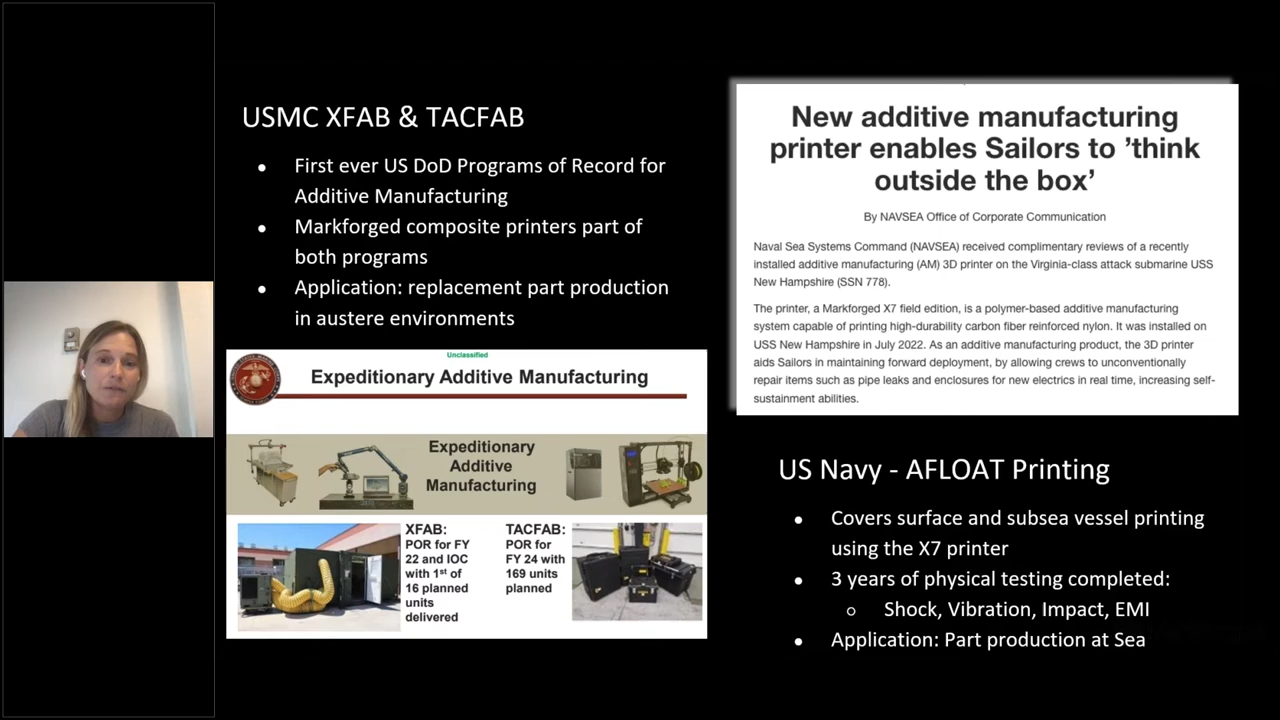 USMC XFAB & TACFAB
● First ever US DoD Programs of Record for
Additive Manufacturing
● Markforged composite printers part of
both programs
● Application: replacement part production
in austere environments
Unclassified
Expeditionary Additive Manufacturing
Expeditionary
Additive
Manufacturing
XFAB:
POR for FY
22 and IOC
with 1st of
16 planned
units
delivered
TACFAB:
POR for
FY 24 with
169 units
planned
New additive manufacturing
printer enables Sailors to ’think
outside the box’
By NAVSEA Office of Corporate Communication
Naval Sea Systems Command (NAVSEA) received complimentary reviews of a recently
installed additive manufacturing (AM) 3D printer on the Virginia-class attack submarine USS
New Hampshire (SSN 778).
The printer, a Markforged X7 field edition, is a polymer-based additive manufacturing
system capable of printing high-durability carbon fiber reinforced nylon. It was installed on
USS New Hampshire in July 2022. As an additive manufacturing product, the 3D printer
aids Sailors in maintaining forward deployment, by allowing crews to unconventionally
repair items such as pipe leaks and enclosures for new electrics in real time, increasing self-
sustainment abilities.
US Navy - AFLOAT Printing
● Covers surface and subsea vessel printing
using the X7 printer
● 3 years of physical testing completed:
○ Shock, Vibration, Impact, EMI
● Application: Part production at Sea